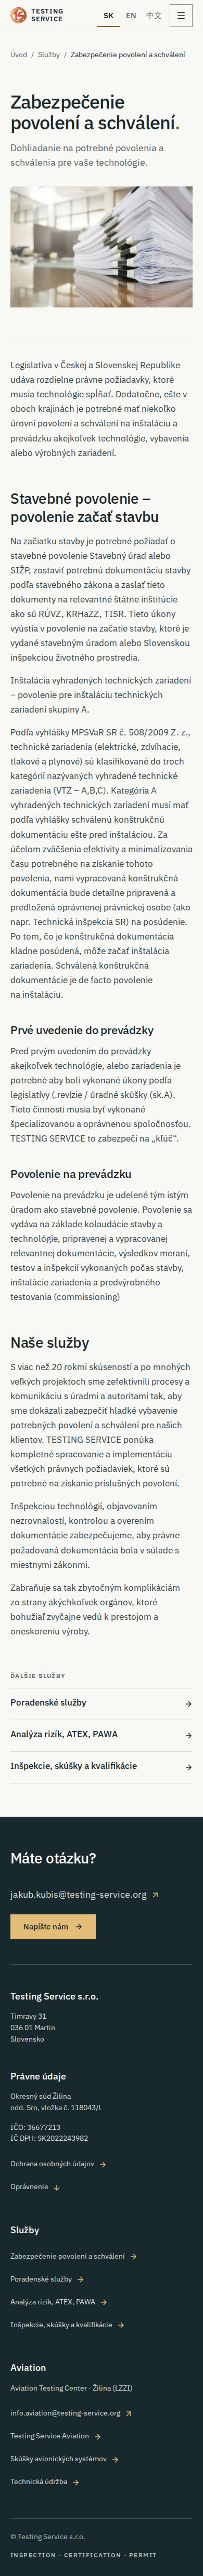 TESTING
SERVICE
SK EN 中文
Úvod / Služby / Zabezpečenie povolení a schválení
Zabezpečenie
povolení a schválení.
Dohliadanie na potrebné povolenia a
schválenia pre vaše technológie.
Legislatíva v Českej a Slovenskej Republike
udáva rozdielne právne požiadavky, ktoré
musia technológie spĺňať. Dodatočne, ešte v
oboch krajinách je potrebné mať niekoľko
úrovní povolení a schválení na inštaláciu a
prevádzku akejkoľvek technológie, vybavenia
alebo výrobných zariadení.
Stavebné povolenie –
povolenie začať stavbu
Na začiatku stavby je potrebné požiadať o
stavebné povolenie Stavebný úrad alebo
SIŽP, zostaviť potrebnú dokumentáciu stavby
podľa stavebného zákona a zaslať tieto
dokumenty na relevantné štátne inštitúcie
ako sú RÚVZ, KRHaZZ, TISR. Tieto úkony
vyústia v povolenie na začatie stavby, ktoré je
vydané stavebným úradom alebo Slovenskou
inšpekciou životného prostredia.
Inštalácia vyhradených technických zariadení
– povolenie pre inštaláciu technických
zariadení skupiny A.
Podľa vyhlášky MPSVaR SR č. 508/2009 Z. z.,
technické zariadenia (elektrické, zdvíhacie,
tlakové a plynové) sú klasifikované do troch
kategórií nazývaných vyhradené technické
zariadenia (VTZ – A,B,C). Kategória A
vyhradených technických zariadení musí mať
podľa vyhlášky schválenú konštrukčnú
dokumentáciu ešte pred inštaláciou. Za
účelom zväčšenia efektivity a minimalizovania
času potrebného na získanie tohoto
povolenia, nami vypracovaná konštrukčná
dokumentácia bude detailne pripravená a
predložená oprávnenej právnickej osobe (ako
napr. Technická inšpekcia SR) na posúdenie.
Po tom, čo je konštrukčná dokumentácia
kladne posúdená, môže začať inštalácia
zariadenia. Schválená konštrukčná
dokumentácie je de facto povolenie
na inštaláciu.
Prvé uvedenie do prevádzky
Pred prvým uvedením do prevádzky
akejkoľvek technológie, alebo zariadenia je
potrebné aby boli vykonané úkony podľa
legislatívy (.revízie / úradné skúšky (sk.A).
Tieto činnosti musia byť vykonané
špecializovanou a oprávnenou spoločnosťou.
TESTING SERVICE to zabezpečí na „kľúč“.
Povolenie na prevádzku
Povolenie na prevádzku je udelené tým istým
úradom ako stavebné povolenie. Povolenie sa
vydáva na základe kolaudácie stavby a
technológie, pripravenej a vypracovanej
relevantnej dokumentácie, výsledkov meraní,
testov a inšpekcií vykonaných počas stavby,
inštalácie zariadenia a predvýrobného
testovania (commissioning)
Naše služby
S viac než 20 rokmi skúseností a po mnohých
veľkých projektoch sme zefektívnili procesy a
komunikáciu s úradmi a autoritami tak, aby
sme dokázali zabezpečiť hladké vybavenie
potrebných povolení a schválení pre našich
klientov. TESTING SERVICE ponúka
kompletné spracovanie a implementáciu
všetkých právnych požiadaviek, ktoré sú
potrebné na získanie príslušných povolení.
Inšpekciou technológií, objavovaním
nezrovnalostí, kontrolou a overením
dokumentácie zabezpečujeme, aby právne
požadovaná dokumentácia bola v súlade s
miestnymi zákonmi.
Zabraňuje sa tak zbytočným komplikáciám
zo strany akýchkoľvek orgánov, ktoré
bohužiaľ zvyčajne vedú k prestojom a
oneskoreniu výroby.
ĎALŠIE SLUŽBY
Poradenské služby
Analýza rizík, ATEX, PAWA
Inšpekcie, skúšky a kvalifikácie
Máte otázku?
jakub.kubis@testing-service.org
Napíšte nám
Testing Service s.r.o.
Timravy 31
036 01 Martin
Slovensko
Právne údaje
Okresný súd Žilina
odd. Sro, vložka č. 118043/L
IČO: 36677213
IČ DPH: SK2022243982
Ochrana osobných údajov
Oprávnenie
Služby
Zabezpečenie povolení a schválení
Poradenské služby
Analýza rizík, ATEX, PAWA
Inšpekcie, skúšky a kvalifikácie
Aviation
Aviation Testing Center · Žilina (LZZI)
info.aviation@testing-service.org
Testing Service Aviation
Skúšky avionických systémov
Technická údržba
© Testing Service s.r.o.
INSPECTION · CERTIFICATION · PERMIT